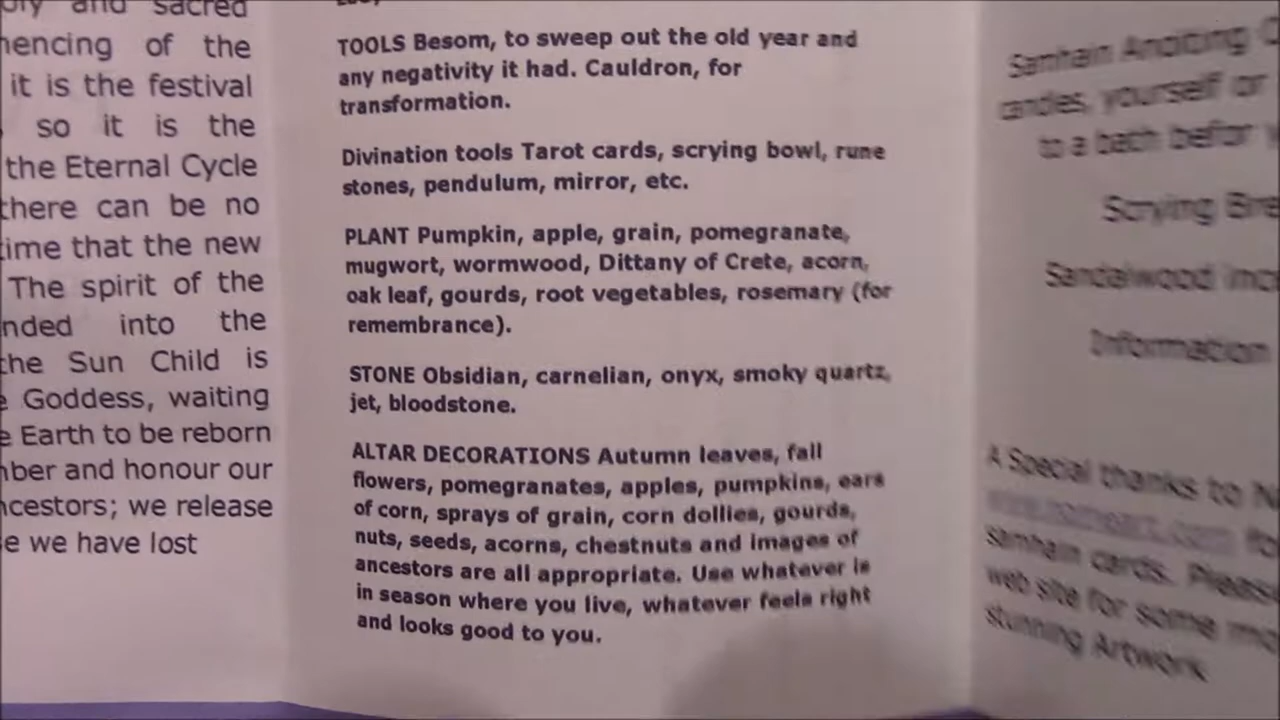 and sacred
of the
it is the festival
so it is the
the Eternal Cycle
there can be no
time that the new
The spirit of the
nded into the
the Sun Child is
Goddess, waiting
Earth to be reborn
nber and honour our
ncestors; we release
e we have lost
TOOLS Besom, to sweep out the old year and
any negativity it had. Cauldron, for
transformation.
Divination tools Tarot cards, scrying bowl, rune
stones, pendulum, mirror, etc.
PLANT Pumpkin, apple, grain, pomegranate,
mugwort, wormwood, Dittany of Crete, acorn,
oak leaf, gourds, root vegetables, rosemary (for
remembrance).
STONE Obsidian, carnelian, onyx, smoky quartz,
jet, bloodstone.
ALTAR DECORATIONS Autumn leaves, fall
flowers, pomegranates, apples, pumpkins, ears
of corn, sprays of grain, corn dollies, gourds,
nuts, seeds, acorns, chestnuts and images of
ancestors are all appropriate. Use whatever is
in season where you live, whatever feels right
and looks good to you.
Samhain
candles, yourself or
to a bath
Scrying
Sandalwood
Information
A Special thanks to
samhain cards. Please
web site for some
stunning Artwork